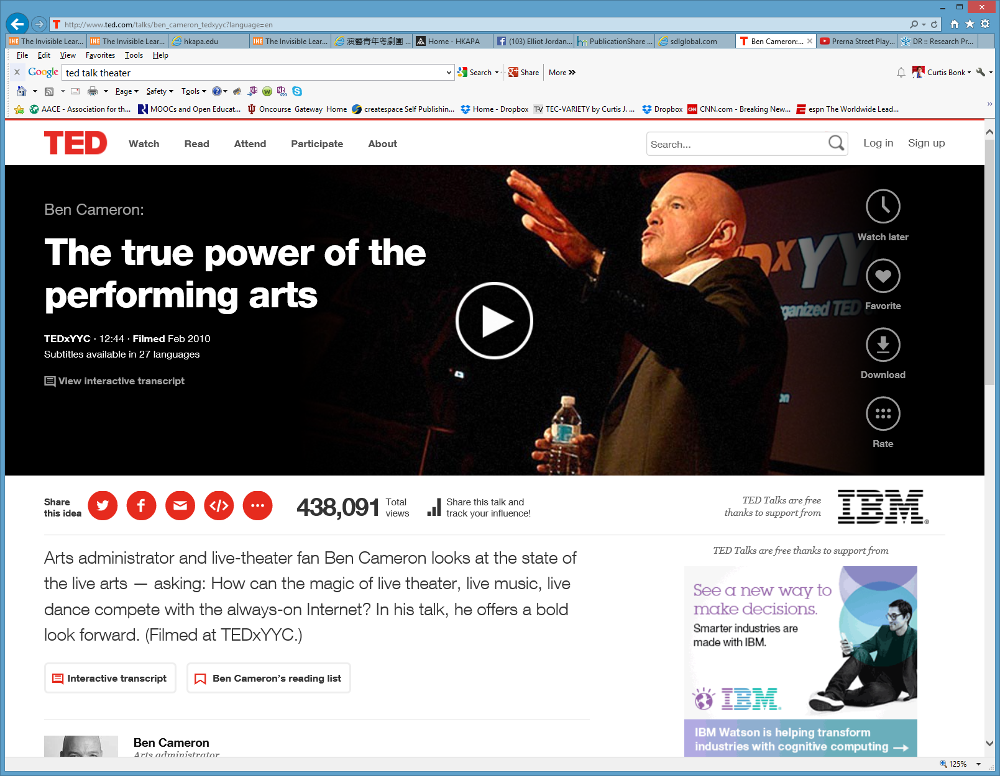 http://www.ted.com/talks/ben_cameron_tedxyyc?language=en
The Invisible Lear...
The Invisible Lear...
hkapa.edu
The Invisible Lear...
演藝青年粵劇團 ...
Home - HKAPA
(103) Elliot Jordan...
PublicationShare ...
sdlglobal.com
Ben Cameron:...
Prerna Street Play...
DR :: Research Pr...
File Edit View Favorites Tools Help
x Google ted talk theater Search Share More » Curtis Bonk
Page Safety Tools
AACE - Association for th... MOOCs and Open Educat... Oncourse Gateway Home createspace Self Publishin... Home - Dropbox TEC-VARIETY by Curtis J. ... Dropbox CNN.com - Breaking New... espn The Worldwide Lead...
TED Watch Read Attend Participate About Search... Log in Sign up
Ben Cameron:
The true power of the
performing arts
TEDxYYC · 12:44 · Filmed Feb 2010
Subtitles available in 27 languages
View interactive transcript
DxYY
rganized TED
Watch later
Favorite
Download
Rate
Share
this idea
438,091 Total
views
Share this talk and
track your influence!
TED Talks are free
thanks to support from
IBM
Arts administrator and live-theater fan Ben Cameron looks at the state of
the live arts — asking: How can the magic of live theater, live music, live
dance compete with the always-on Internet? In his talk, he offers a bold
look forward. (Filmed at TEDxYYC.)
Interactive transcript
Ben Cameron's reading list
Ben Cameron
Arts administrator
TED Talks are free thanks to support from
See a new way to
make decisions.
Smarter industries are
made with IBM.
IBM
IBM Watson is helping transform
industries with cognitive computing →
125%